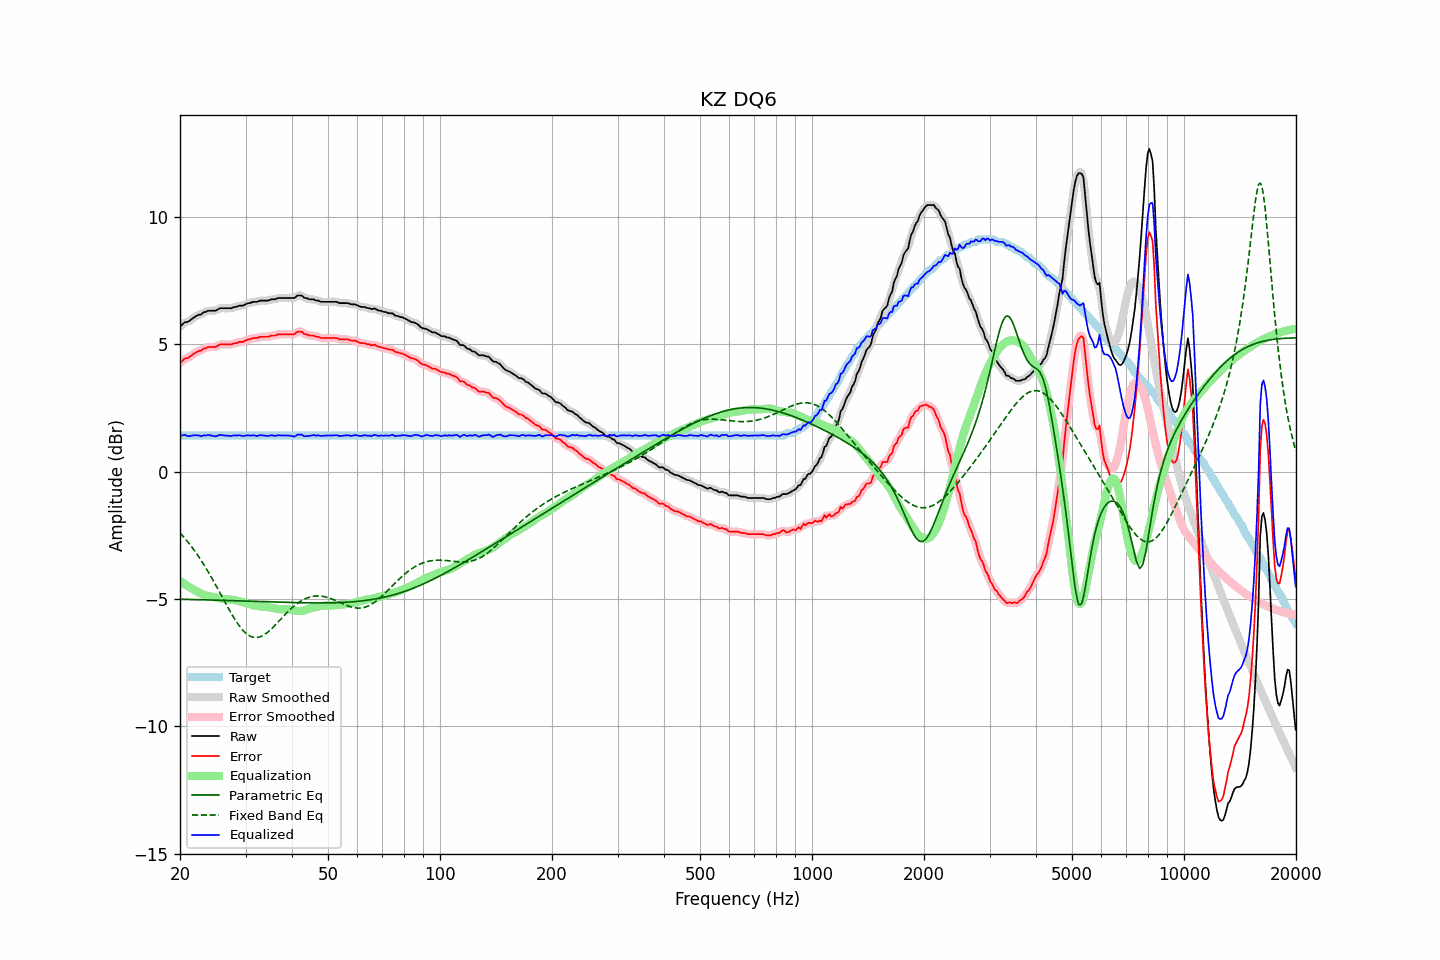 KZ DQ6
Amplitude (dBr)
10
5
0
−5
−10
−15
Target
Raw Smoothed
Error Smoothed
Raw
Error
Equalization
Parametric Eq
Fixed Band Eq
Equalized
20 50 100 200 500 1000 2000 5000 10000 20000
Frequency (Hz)